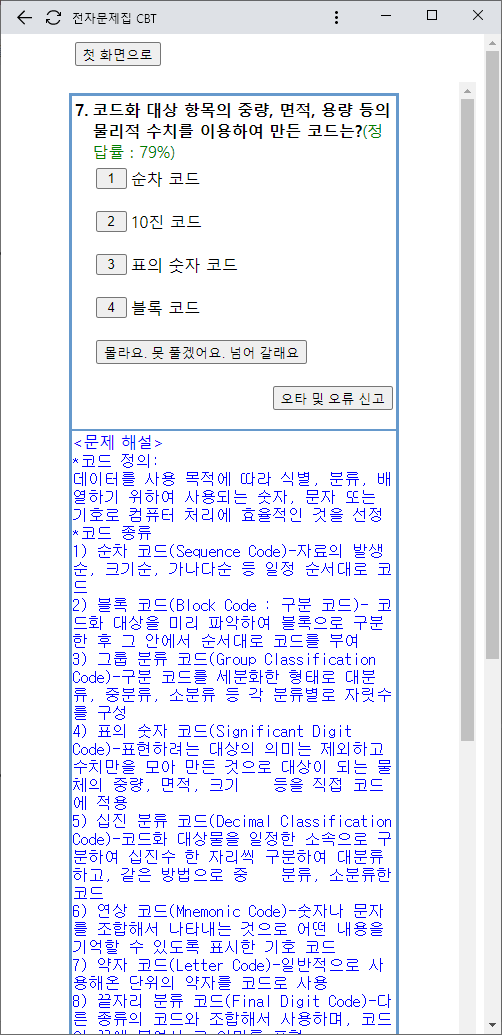 전자문제집 CBT
첫 화면으로
7. 코드화 대상 항목의 중량, 면적, 용량 등의
물리적 수치를 이용하여 만든 코드는?(정
답률 : 79%)
1 순차 코드
2 10진 코드
3 표의 숫자 코드
4 블록 코드
몰라요. 못 풀겠어요. 넘어 갈래요
오타 및 오류 신고
<문제 해설>
*코드 정의:
데이터를 사용 목적에 따라 식별, 분류, 배
열하기 위하여 사용되는 숫자, 문자 또는
기호로 컴퓨터 처리에 효율적인 것을 선정
*코드 종류
1) 순차 코드(Sequence Code)-자료의 발생
순, 크기순, 가나다순 등 일정 순서대로 코
드
2) 블록 코드(Block Code : 구분 코드)- 코
드화 대상을 미리 파악하여 블록으로 구분
한 후 그 안에서 순서대로 코드를 부여
3) 그룹 분류 코드(Group Classification
Code)-구분 코드를 세분화한 형태로 대분
류, 중분류, 소분류 등 각 분류별로 자릿수
를 구성
4) 표의 숫자 코드(Significant Digit
Code)-표현하려는 대상의 의미는 제외하고
수치만을 모아 만든 것으로 대상이 되는 물
체의 중량, 면적, 크기    등을 직접 코드
에 적용
5) 십진 분류 코드(Decimal Classification
Code)-코드화 대상물을 일정한 소속으로 구
분하여 십진수 한 자리씩 구분하여 대분류
하고, 같은 방법으로 중    분류, 소분류한
코드
6) 연상 코드(Mnemonic Code)-숫자나 문자
를 조합해서 나타내는 것으로 어떤 내용을
기억할 수 있도록 표시한 기호 코드
7) 약자 코드(Letter Code)-일반적으로 사
용해온 단위의 약자를 코드로 사용
8) 끝자리 분류 코드(Final Digit Code)-다
른 종류의 코드와 조합해서 사용하며, 코드